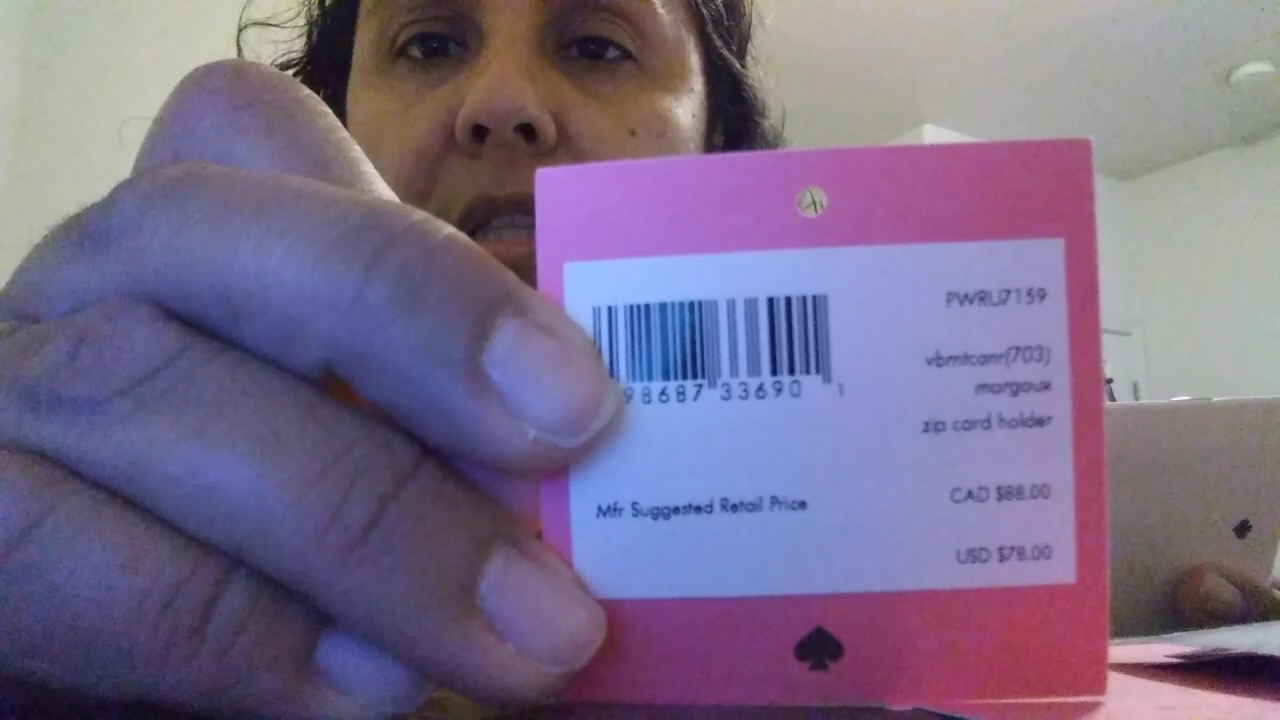 PWRU7159
98687 33690 1
vbrntcanr(703)
margaux
zip card holder
Mfr Suggested Retail Price
CAD $88.00
USD $78.00